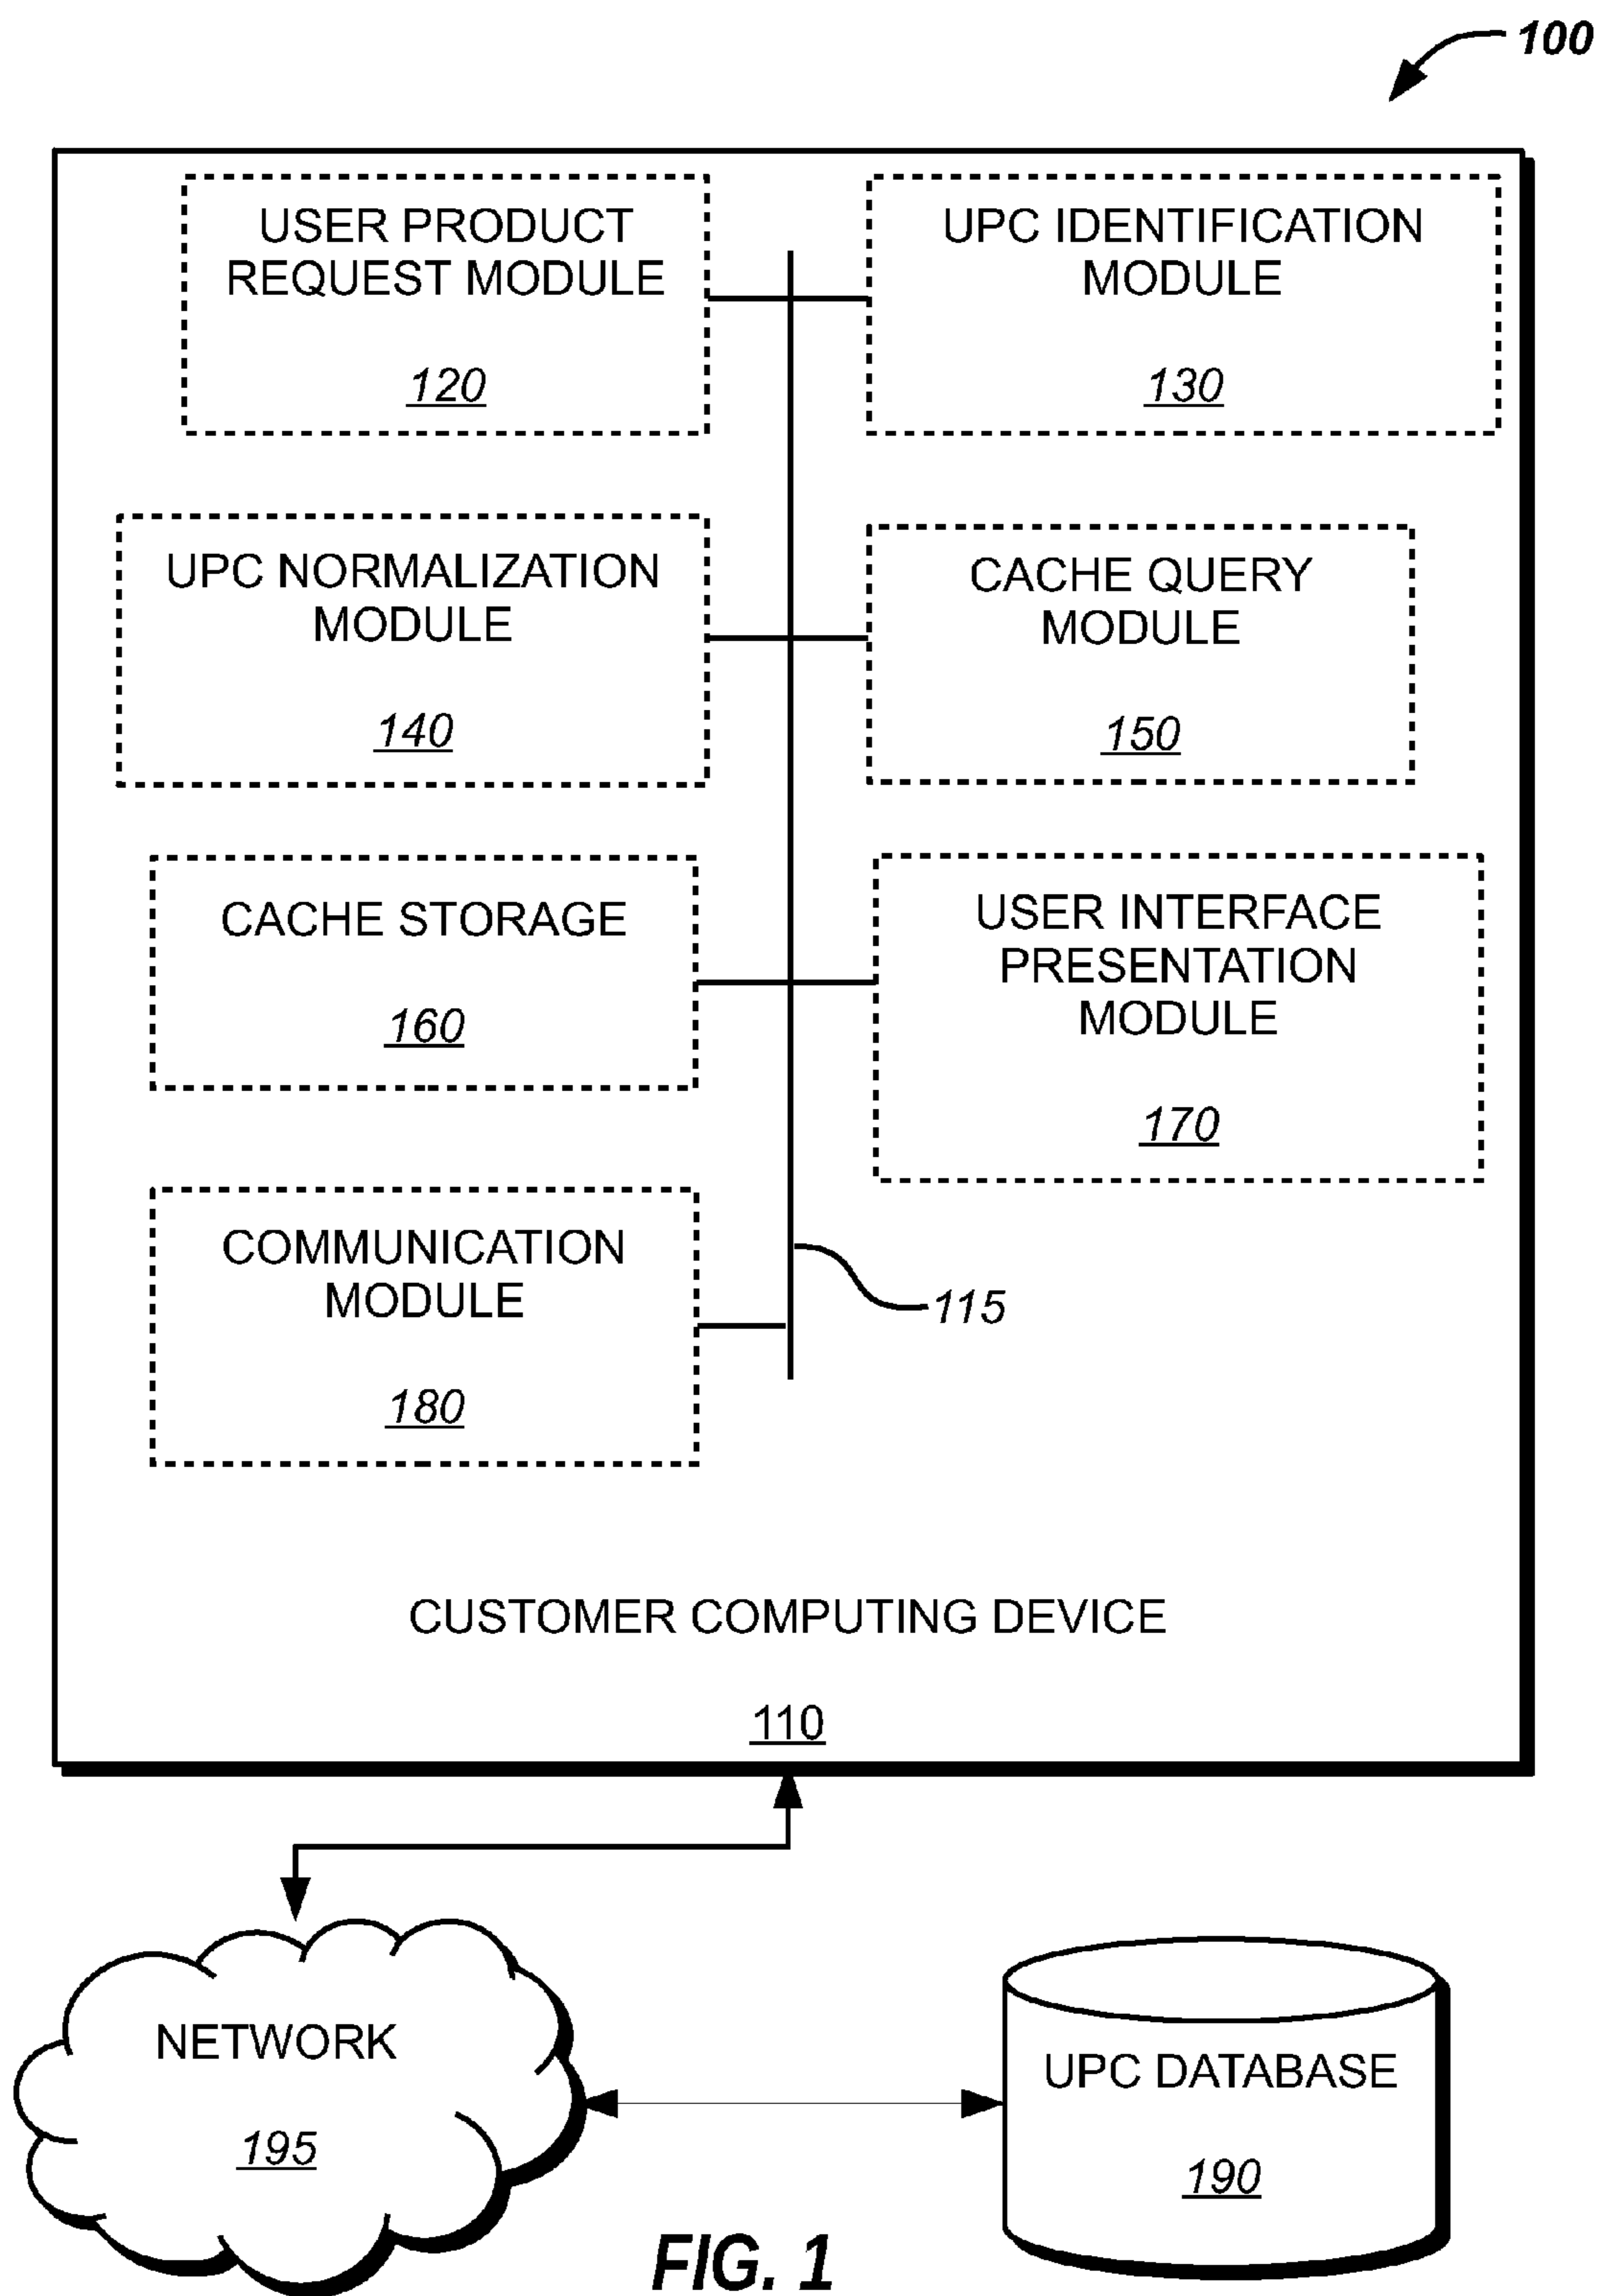 100
USER PRODUCT
REQUEST MODULE
120
UPC IDENTIFICATION
MODULE
130
UPC NORMALIZATION
MODULE
140
CACHE QUERY
MODULE
150
CACHE STORAGE
160
USER INTERFACE
PRESENTATION
MODULE
170
COMMUNICATION
MODULE
180
115
CUSTOMER COMPUTING DEVICE
110
NETWORK
195
UPC DATABASE
190
FIG. 1